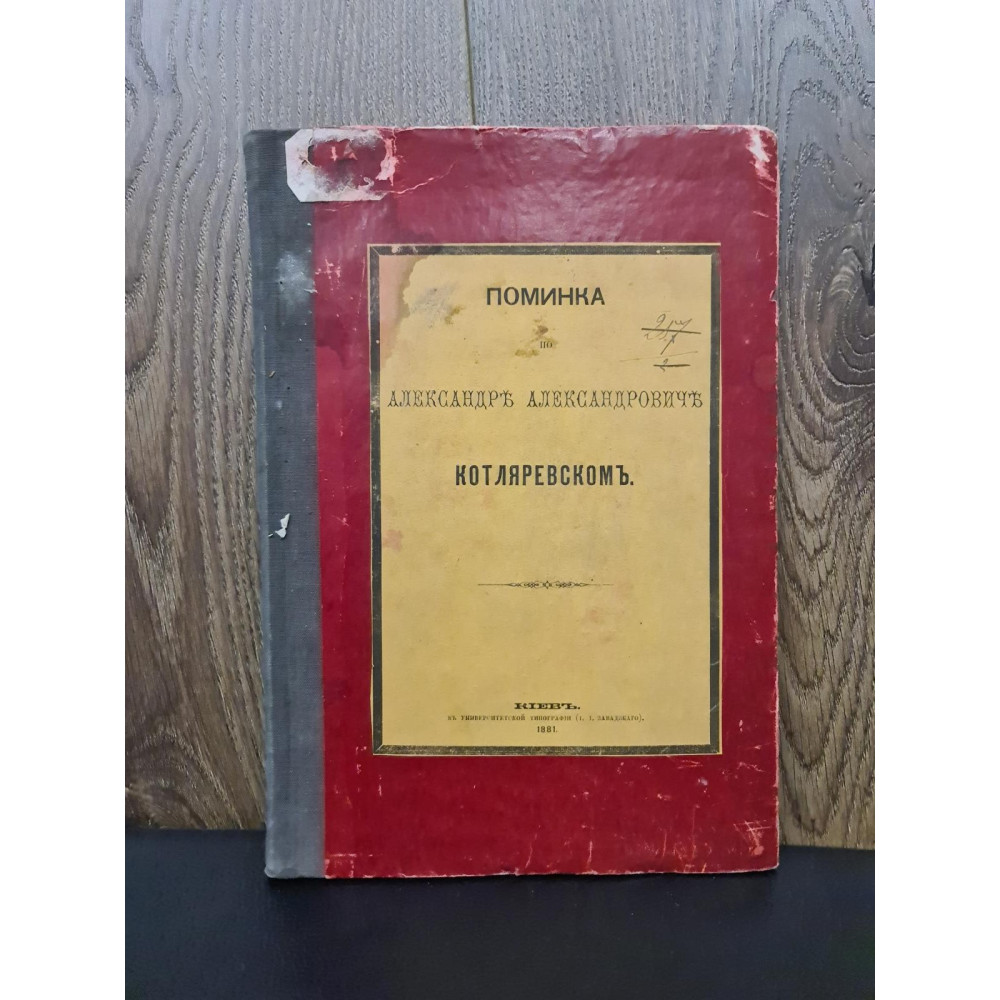 ПОМИНКА
по
АЛЕКСАНДРѢ АЛЕКСАНДРОВИЧѢ
КОТЛЯРЕВСКОМЪ.
КІЕВЪ.
ВЪ УНИВЕРСИТЕТСКОЙ ТИПОГРАФІИ (І. І. ЗАВАДЗКАГО).
1881.